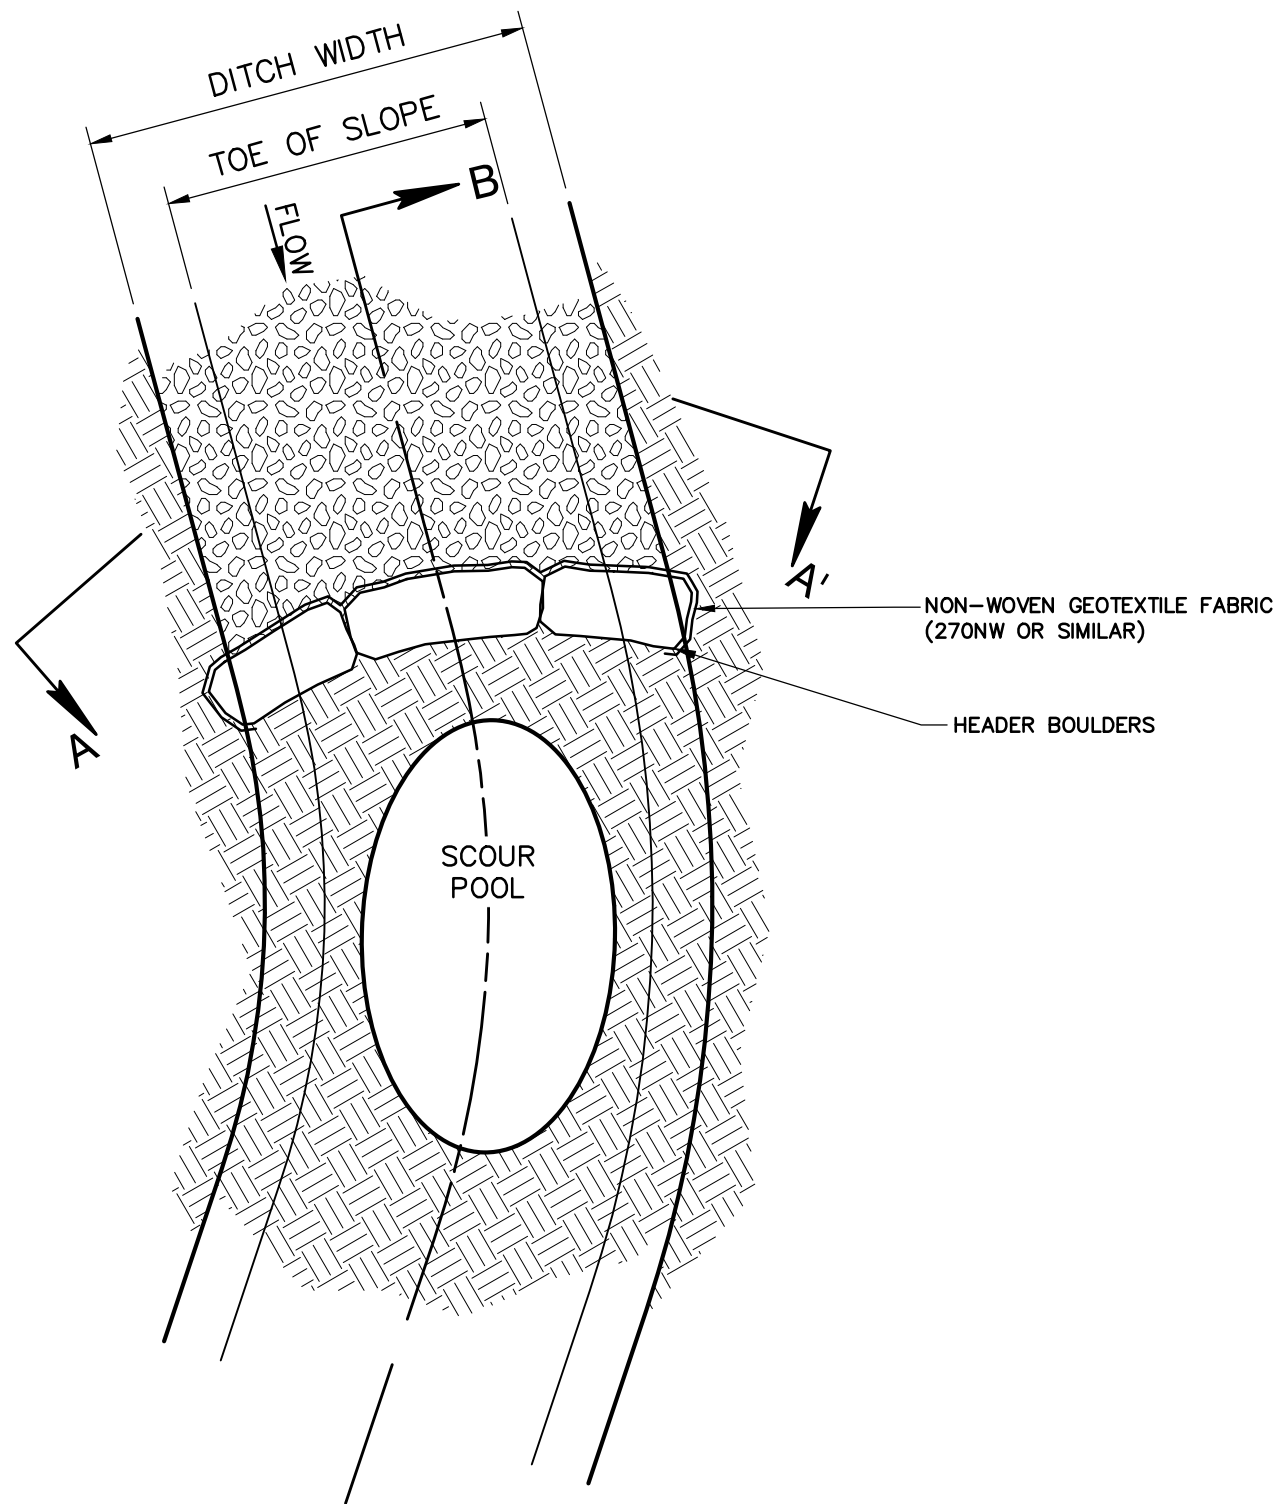 DITCH WIDTH
TOE OF SLOPE
B
FLOW
A'
NON-WOVEN GEOTEXTILE FABRIC
(270NW OR SIMILAR)
HEADER BOULDERS
A
SCOUR
POOL